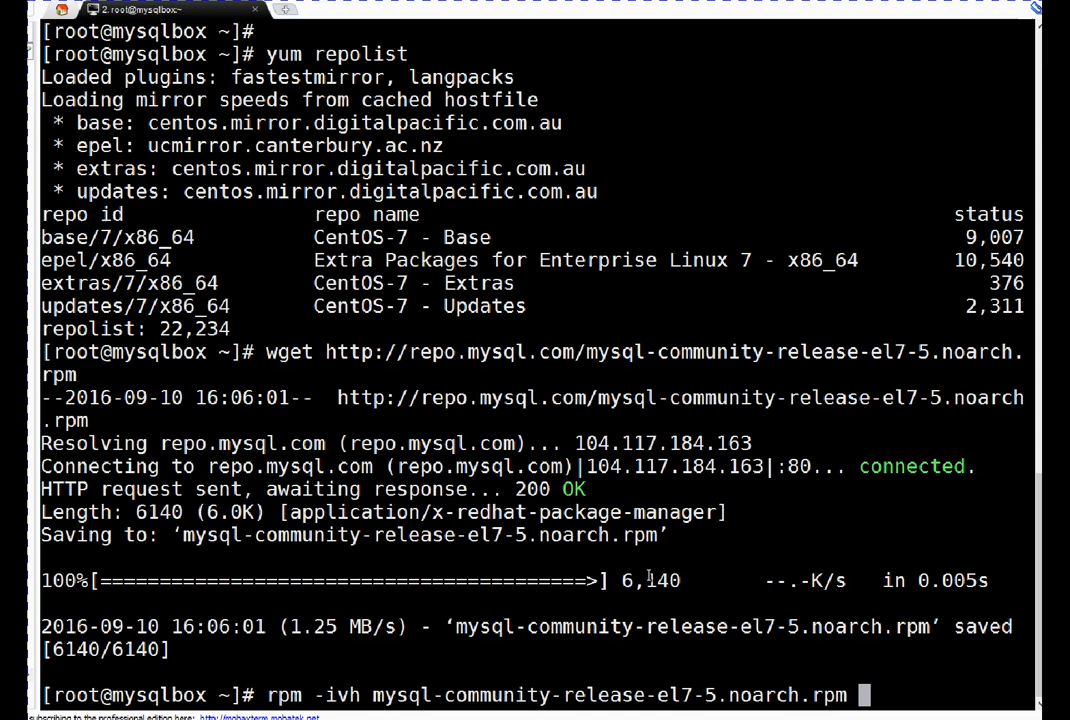 2. root@mysqlbox:~
[root@mysqlbox ~]#
[root@mysqlbox ~]# yum repolist
Loaded plugins: fastestmirror, langpacks
Loading mirror speeds from cached hostfile
 * base: centos.mirror.digitalpacific.com.au
 * epel: ucmirror.canterbury.ac.nz
 * extras: centos.mirror.digitalpacific.com.au
 * updates: centos.mirror.digitalpacific.com.au
repo id repo name status
base/7/x86_64 CentOS-7 - Base 9,007
epel/x86_64 Extra Packages for Enterprise Linux 7 - x86_64 10,540
extras/7/x86_64 CentOS-7 - Extras 376
updates/7/x86_64 CentOS-7 - Updates 2,311
repolist: 22,234
[root@mysqlbox ~]# wget http://repo.mysql.com/mysql-community-release-el7-5.noarch.
rpm
--2016-09-10 16:06:01-- http://repo.mysql.com/mysql-community-release-el7-5.noarch
.rpm
Resolving repo.mysql.com (repo.mysql.com)... 104.117.184.163
Connecting to repo.mysql.com (repo.mysql.com)|104.117.184.163|:80... connected.
HTTP request sent, awaiting response... 200 OK
Length: 6140 (6.0K) [application/x-redhat-package-manager]
Saving to: ‘mysql-community-release-el7-5.noarch.rpm’
100%[=========================================>] 6,140 --.-K/s in 0.005s
2016-09-10 16:06:01 (1.25 MB/s) - ‘mysql-community-release-el7-5.noarch.rpm’ saved
[6140/6140]
[root@mysqlbox ~]# rpm -ivh mysql-community-release-el7-5.noarch.rpm
subscribing to the professional edition here: http://mobaxterm.mobatek.net